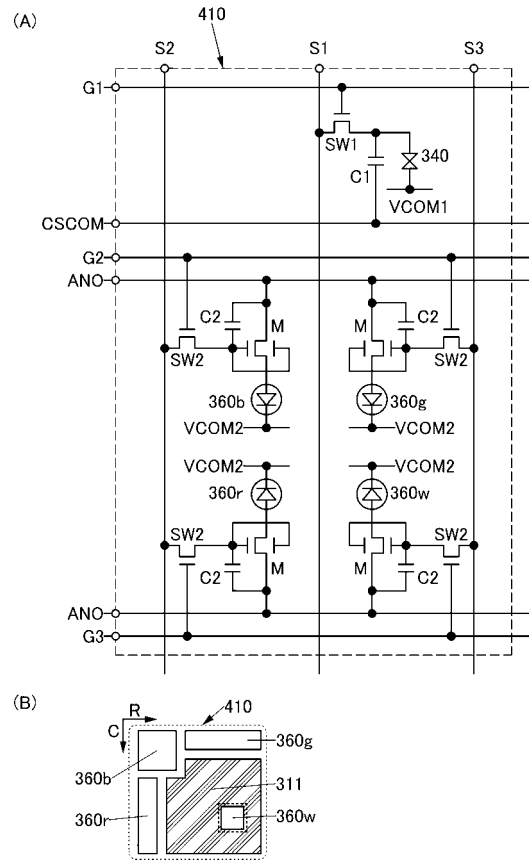 (A)
410
S2 S1 S3
G1
SW1
C1
340
VCOM1
CSCOM
G2
ANO
C2 M M C2
SW2 SW2
360b 360g
VCOM2 VCOM2
VCOM2 VCOM2
360r 360w
SW2 SW2
C2 M M C2
ANO
G3
(B)
R
C
410
360g
360b
311
360r
360w